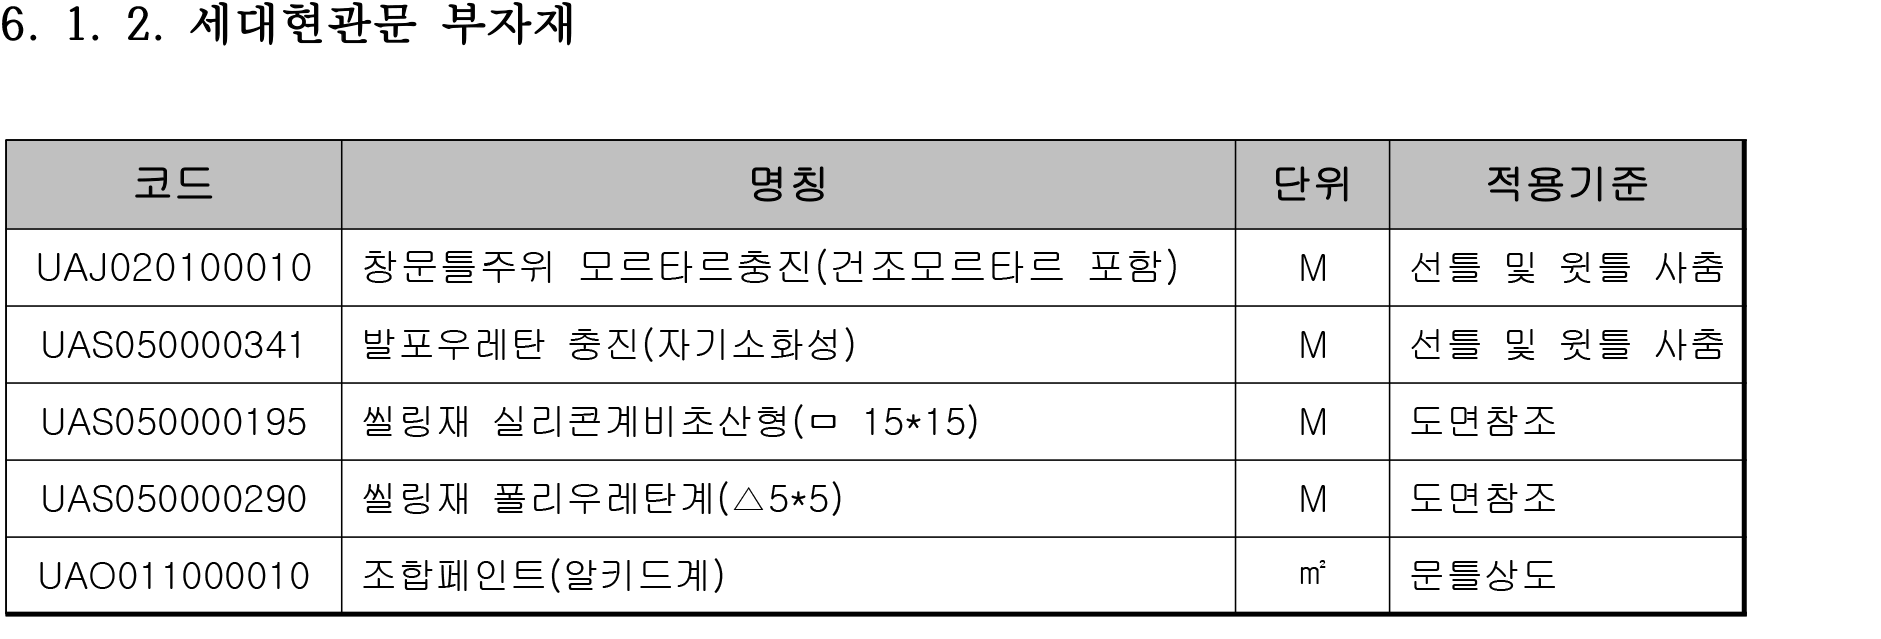 6. 1. 2. 세대현관문 부자재
코드 명칭 단위 적용기준
UAJ020100010 창문틀주위 모르타르충진(건조모르타르 포함) M 선틀 및 윗틀 사춤
UAS050000341 발포우레탄 충진(자기소화성) M 선틀 및 윗틀 사춤
UAS050000195 씰링재 실리콘계비초산형(ㅁ 15*15) M 도면참조
UAS050000290 씰링재 폴리우레탄계(△5*5) M 도면참조
UAO011000010 조합페인트(알키드계) ㎡ 문틀상도